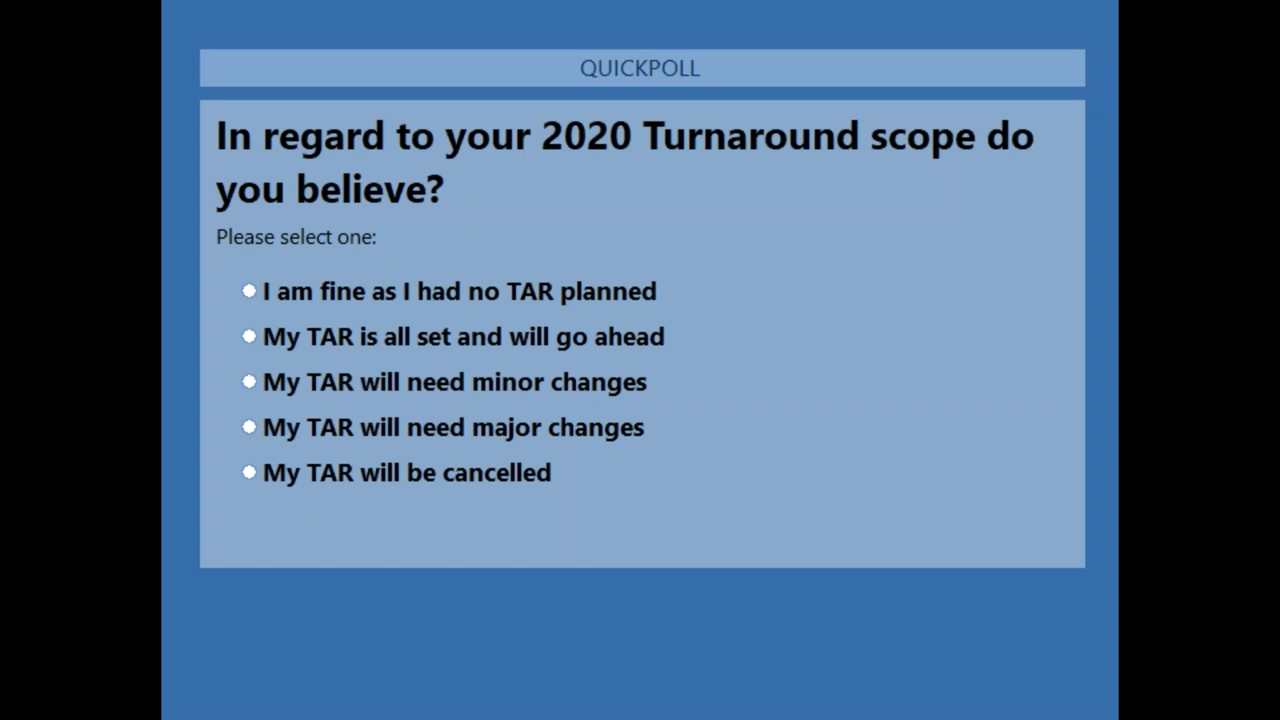 QUICKPOLL
In regard to your 2020 Turnaround scope do
you believe?
Please select one:
I am fine as I had no TAR planned
My TAR is all set and will go ahead
My TAR will need minor changes
My TAR will need major changes
My TAR will be cancelled